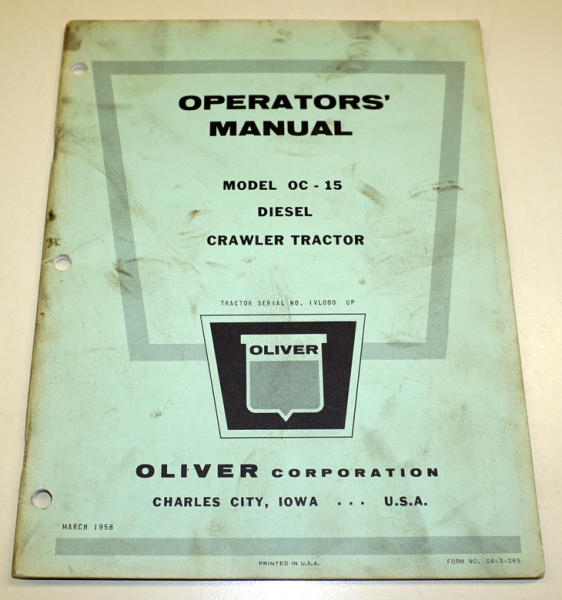 OPERATORS'
MANUAL
MODEL OC - 15
DIESEL
CRAWLER TRACTOR
TRACTOR SERIAL NO. 1VL000 UP
OLIVER
OLIVER CORPORATION
CHARLES CITY, IOWA ... U.S.A.
MARCH 1958
PRINTED IN U.S.A.
FORM NO. S6-3-265